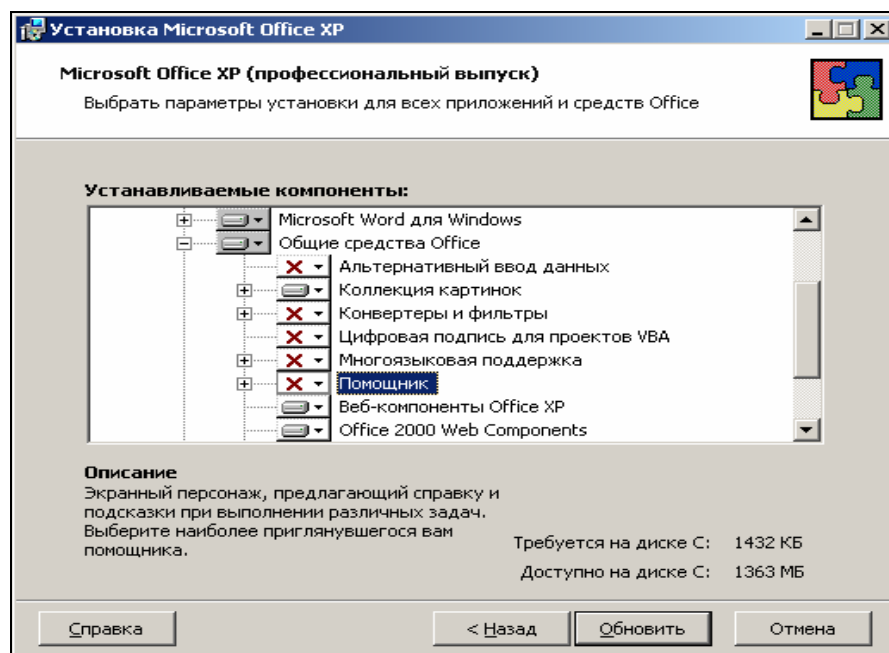 Установка Microsoft Office XP
Microsoft Office XP (профессиональный выпуск)
Выбрать параметры установки для всех приложений и средств Office
Устанавливаемые компоненты:
Microsoft Word для Windows
Общие средства Office
Альтернативный ввод данных
Коллекция картинок
Конвертеры и фильтры
Цифровая подпись для проектов VBA
Многоязыковая поддержка
Помощник
Веб-компоненты Office XP
Office 2000 Web Components
Описание
Экранный персонаж, предлагающий справку и
подсказки при выполнении различных задач.
Выберите наиболее приглянувшегося вам
помощника.
Требуется на диске C: 1432 КБ
Доступно на диске C: 1363 МБ
Справка < Назад Обновить Отмена